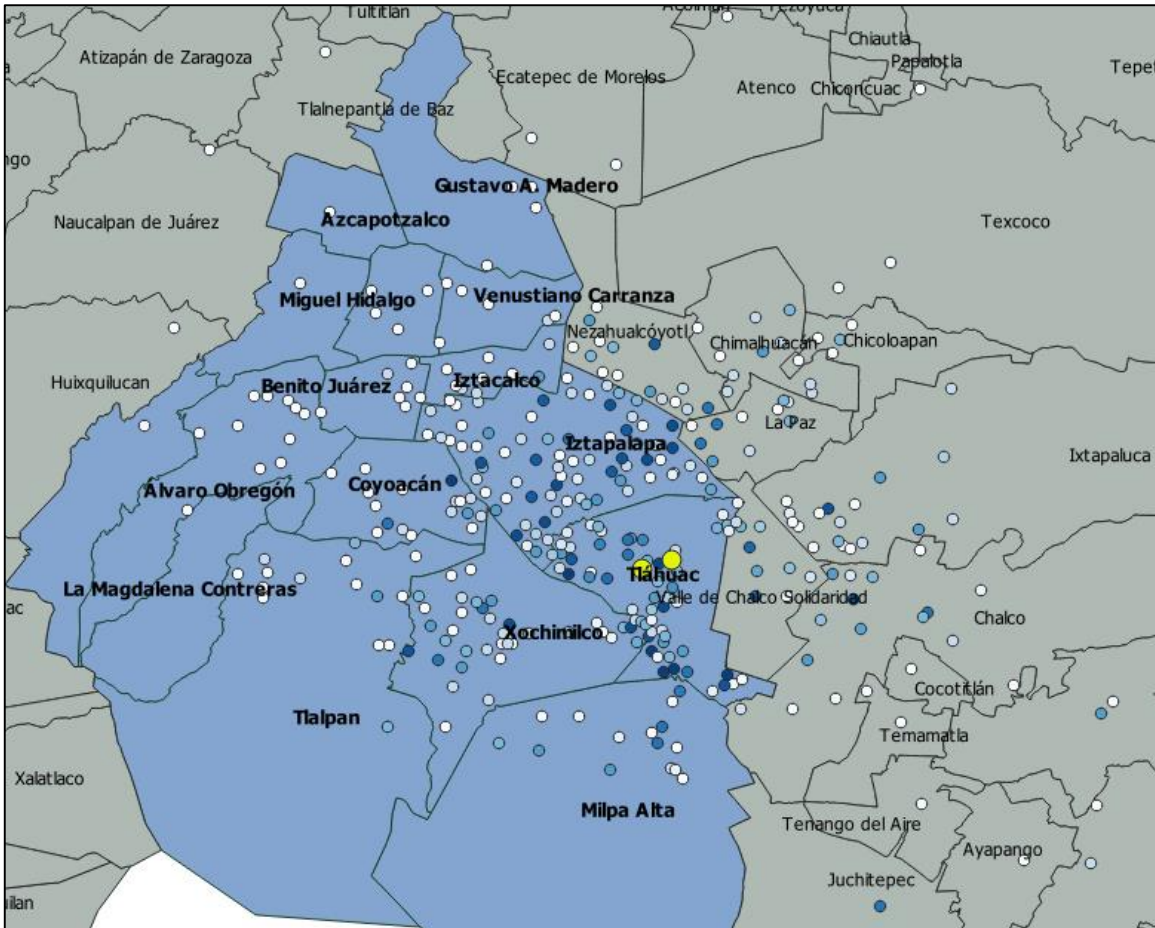 Tultitlán
Acolman
Tezoyuca
Chiautla
Atizapán de Zaragoza
Papalotla
Ecatepec de Morelos
Atenco
Chiconcuac
Tlalnepantla de Baz
Gustavo A. Madero
Azcapotzalco
Naucalpan de Juárez
Texcoco
Miguel Hidalgo
Venustiano Carranza
Nezahualcóyotl
Chimalhuacán
Chicoloapan
Huixquilucan
Benito Juárez
Iztacalco
La Paz
Iztapalapa
Ixtapaluca
Coyoacán
Álvaro Obregón
Tláhuac
La Magdalena Contreras
Valle de Chalco Solidaridad
Chalco
Xochimilco
Cocotitlán
Tlalpan
Temamatla
Xalatlaco
Milpa Alta
Tenango del Aire
Ayapango
Juchitepec